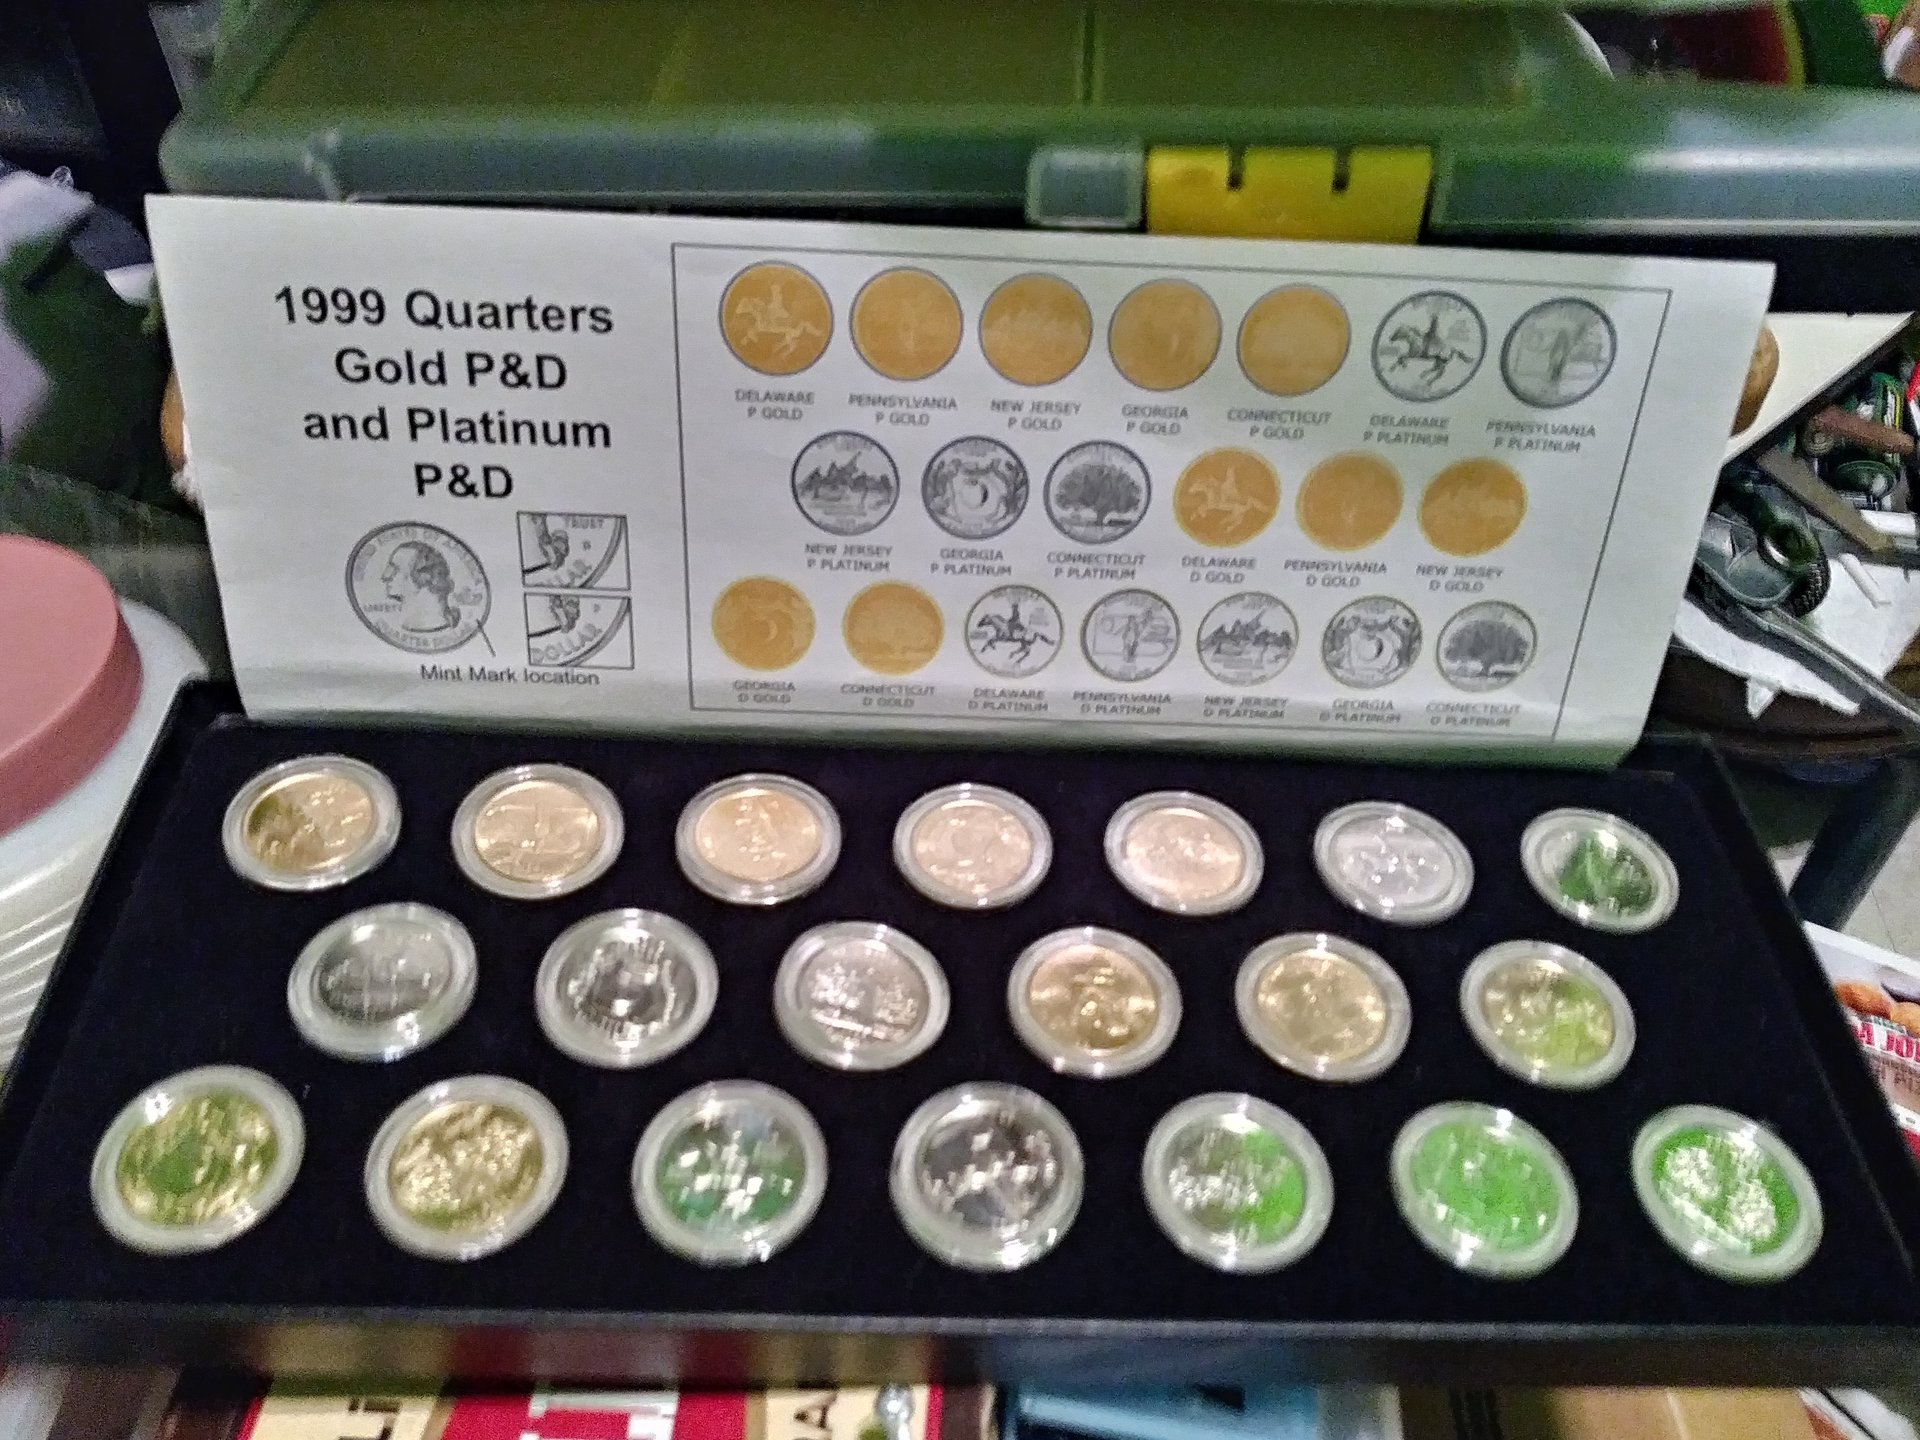 1999 Quarters
Gold P&D
and Platinum
P&D
TRUST
DOLLAR
Mint Mark location
DELAWARE
P GOLD
PENNSYLVANIA
P GOLD
NEW JERSEY
P GOLD
GEORGIA
P GOLD
CONNECTICUT
P GOLD
DELAWARE
P PLATINUM
PENNSYLVANIA
P PLATINUM
NEW JERSEY
P PLATINUM
GEORGIA
P PLATINUM
CONNECTICUT
P PLATINUM
DELAWARE
D GOLD
PENNSYLVANIA
D GOLD
NEW JERSEY
D GOLD
GEORGIA
D GOLD
CONNECTICUT
D GOLD
DELAWARE
D PLATINUM
PENNSYLVANIA
D PLATINUM
NEW JERSEY
D PLATINUM
GEORGIA
D PLATINUM
CONNECTICUT
D PLATINUM